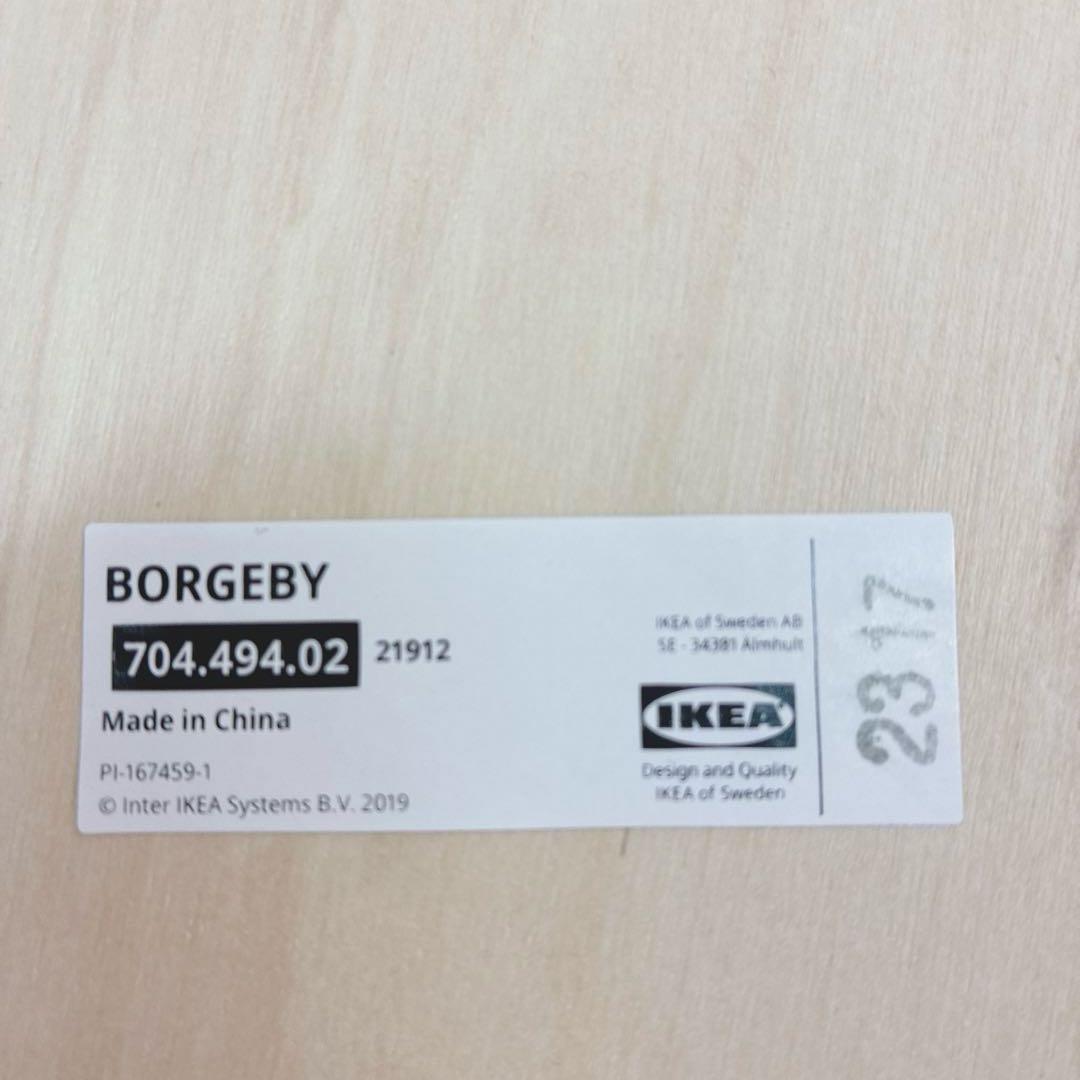 BORGEBY
704.494.02 21912
Made in China
PI-167459-1
© Inter IKEA Systems B.V. 2019
IKEA of Sweden AB
SE - 34381 Älmhult
IKEA
Design and Quality
IKEA of Sweden
23 17